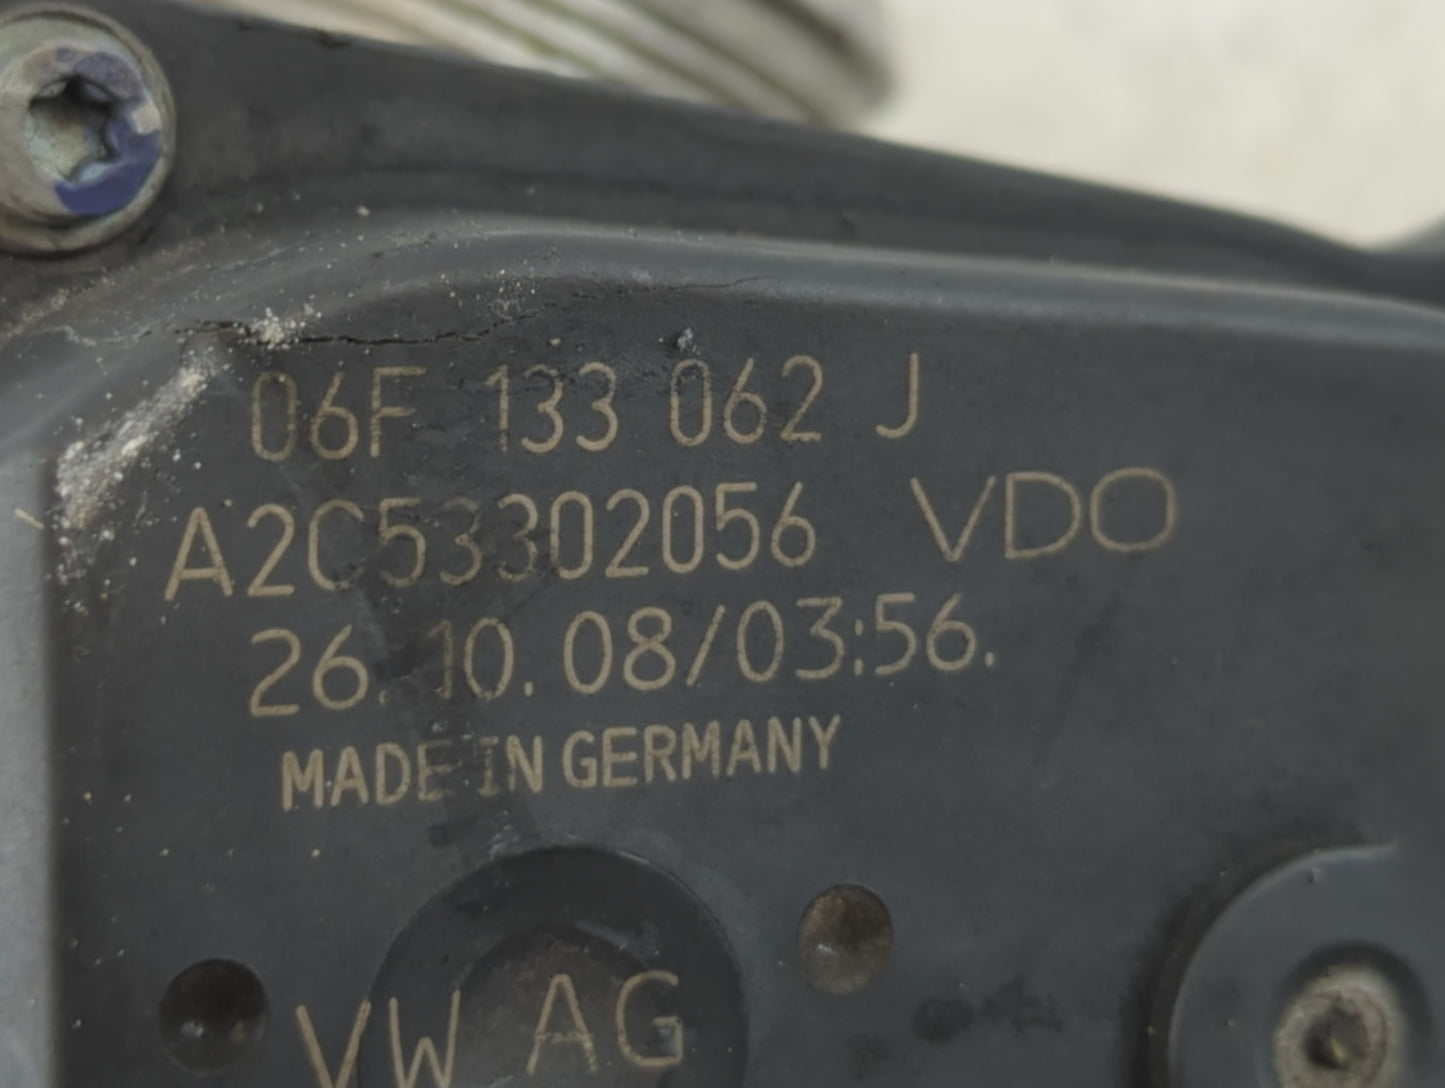 06F 133 062 J
A2C53302056 VDO
26.10.08/03:56.
MADE IN GERMANY
VW AG